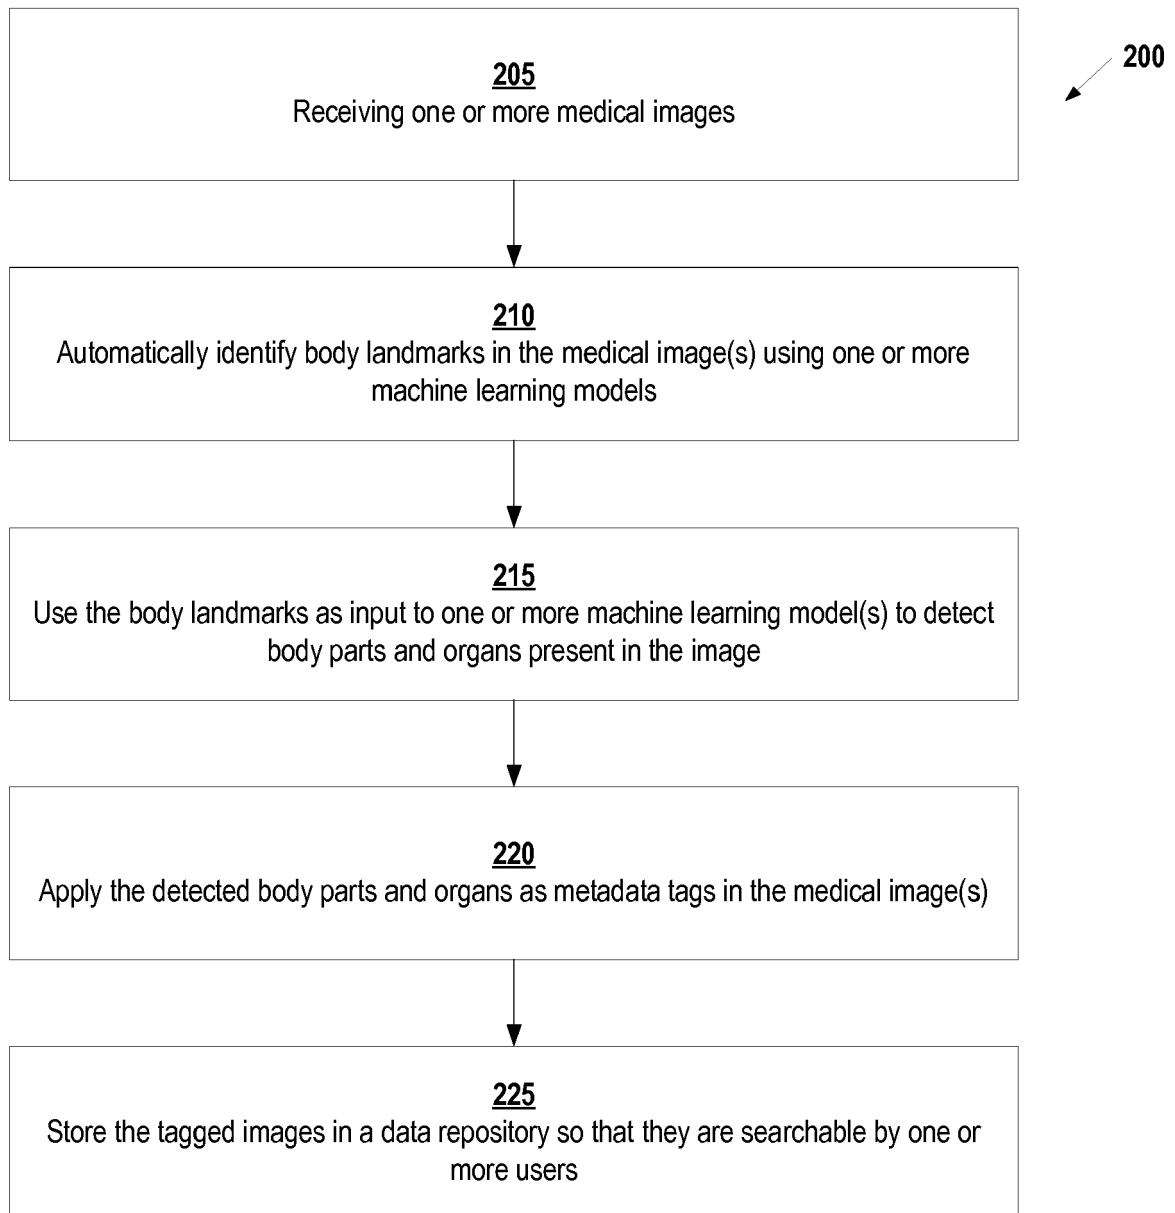 200
205
Receiving one or more medical images
210
Automatically identify body landmarks in the medical image(s) using one or more
machine learning models
215
Use the body landmarks as input to one or more machine learning model(s) to detect
body parts and organs present in the image
220
Apply the detected body parts and organs as metadata tags in the medical image(s)
225
Store the tagged images in a data repository so that they are searchable by one or
more users